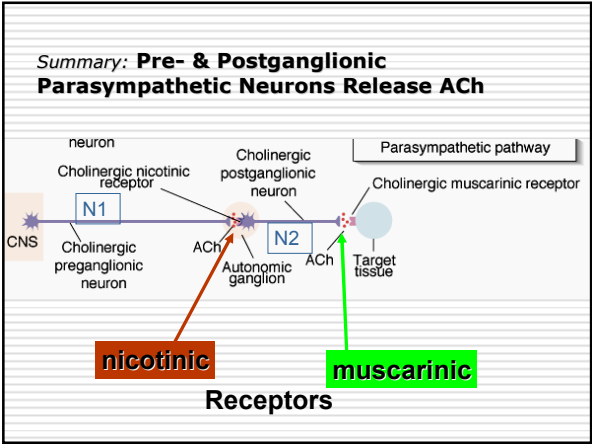 Summary: Pre- & Postganglionic
Parasympathetic Neurons Release ACh
neuron
Parasympathetic pathway
Cholinergic nicotinic
receptor
Cholinergic
postganglionic
neuron
Cholinergic muscarinic receptor
N1
CNS
Cholinergic
preganglionic
neuron
ACh
N2
Autonomic
ganglion
ACh
Target
tissue
nicotinic
muscarinic
Receptors